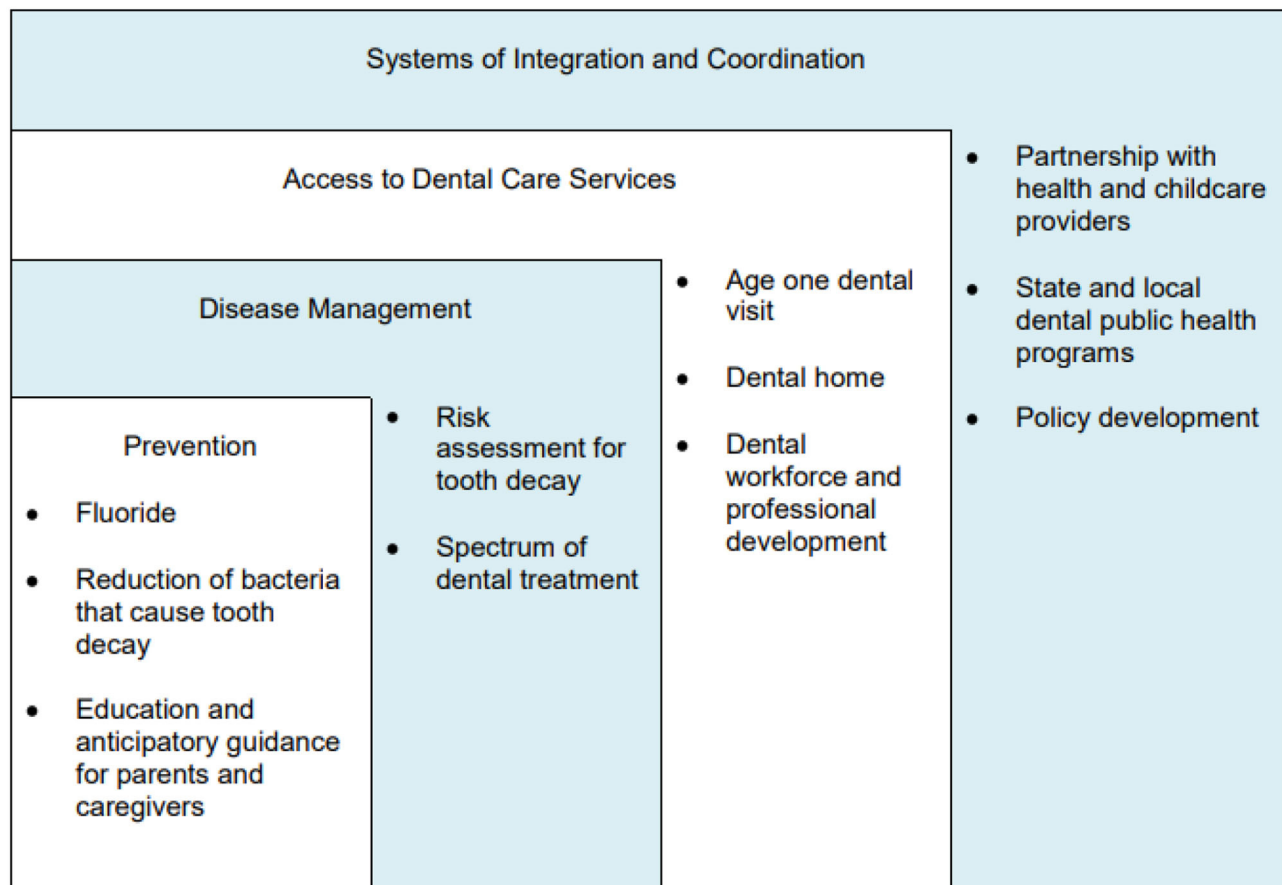 Systems of Integration and Coordination
Access to Dental Care Services
Disease Management
Prevention
• Fluoride
• Reduction of bacteria
that cause tooth
decay
• Education and
anticipatory guidance
for parents and
caregivers
• Risk
assessment for
tooth decay
• Spectrum of
dental treatment
• Age one dental
visit
• Dental home
• Dental
workforce and
professional
development
• Partnership with
health and childcare
providers
• State and local
dental public health
programs
• Policy development